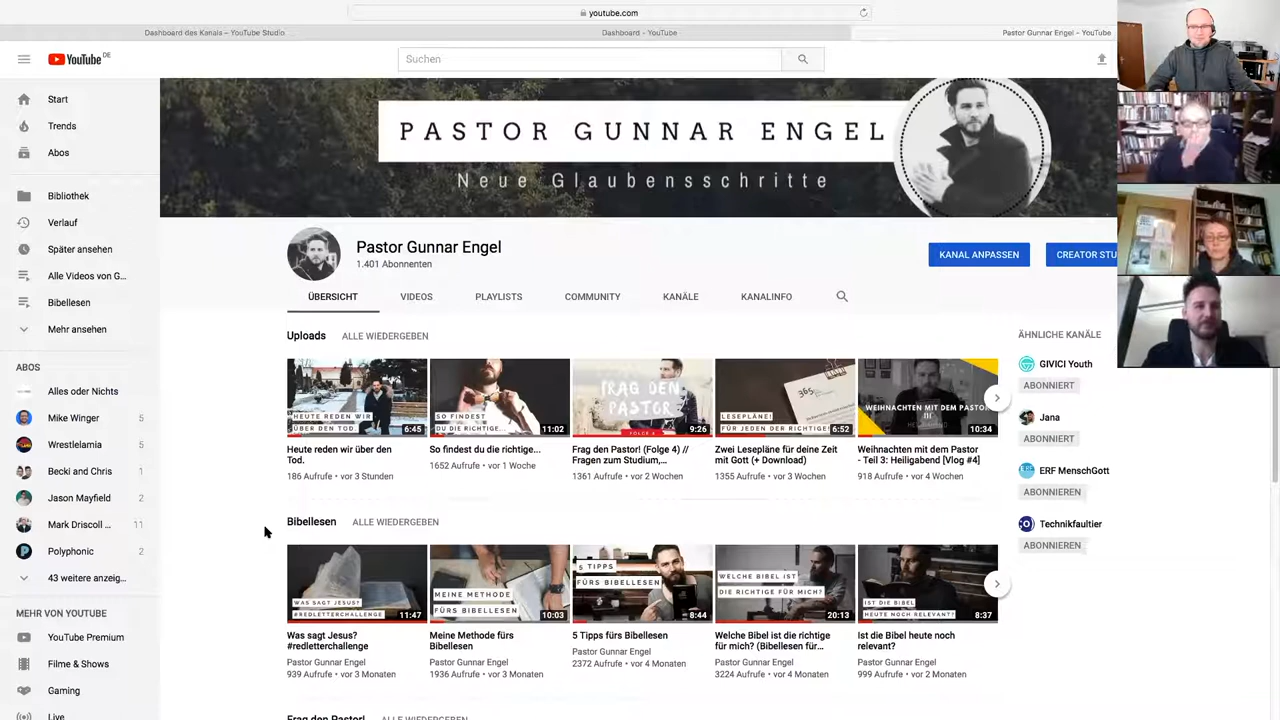 youtube.com
Dashboard des Kanals – YouTube Studio
Dashboard - YouTube
Pastor Gunnar Engel – YouTube
YouTube DE
Suchen
Start
Trends
Abos
Bibliothek
Verlauf
Später ansehen
Alle Videos von G...
Bibellesen
Mehr ansehen
ABOS
Alles oder Nichts
Mike Winger 5
Wrestlelamia 5
Becki and Chris 1
Jason Mayfield 2
Mark Driscoll ... 11
Polyphonic 2
43 weitere anzeig...
MEHR VON YOUTUBE
YouTube Premium
Filme & Shows
Gaming
Live
PASTOR GUNNAR ENGEL
Neue Glaubensschritte
Pastor Gunnar Engel
1.401 Abonnenten
KANAL ANPASSEN
CREATOR STU
ÜBERSICHT
VIDEOS
PLAYLISTS
COMMUNITY
KANÄLE
KANALINFO
Uploads ALLE WIEDERGEBEN
HEUTE REDEN WIR
ÜBER DEN TOD.
6:45
Heute reden wir über den
Tod.
186 Aufrufe • vor 3 Stunden
SO FINDEST
DU DIE RICHTIGE...
11:02
So findest du die richtige...
1652 Aufrufe • vor 1 Woche
FRAG DEN
PASTOR
FOLGE 4
9:26
Frag den Pastor! (Folge 4) //
Fragen zum Studium,...
1361 Aufrufe • vor 2 Wochen
365
LESEPLÄNE!
FÜR JEDEN DER RICHTIGE!
6:52
Zwei Lesepläne für deine Zeit
mit Gott (+ Download)
1355 Aufrufe • vor 3 Wochen
WEIHNACHTEN MIT DEM PASTOR
HEILIGABEND
10:34
Weihnachten mit dem Pastor
- Teil 3: Heiligabend [Vlog #4]
918 Aufrufe • vor 4 Wochen
Bibellesen ALLE WIEDERGEBEN
WAS SAGT JESUS?
#REDLETTERCHALLENGE
11:47
Was sagt Jesus?
#redletterchallenge
Pastor Gunnar Engel
939 Aufrufe • vor 3 Monaten
MEINE METHODE
FÜRS BIBELLESEN
10:03
Meine Methode fürs
Bibellesen
Pastor Gunnar Engel
1936 Aufrufe • vor 3 Monaten
5 TIPPS
FÜRS BIBELLESEN
8:44
5 Tipps fürs Bibellesen
Pastor Gunnar Engel
2372 Aufrufe • vor 4 Monaten
WELCHE BIBEL IST
DIE RICHTIGE FÜR MICH?
20:13
Welche Bibel ist die richtige
für mich? (Bibellesen für...
Pastor Gunnar Engel
3224 Aufrufe • vor 4 Monaten
IST DIE BIBEL
HEUTE NOCH RELEVANT?
8:37
Ist die Bibel heute noch
relevant?
Pastor Gunnar Engel
999 Aufrufe • vor 2 Monaten
Frag den Pastor! ALLE WIEDERGEBEN
ÄHNLICHE KANÄLE
GIVICI Youth
ABONNIERT
Jana
ABONNIERT
ERF MenschGott
ABONNIEREN
Technikfaultier
ABONNIEREN